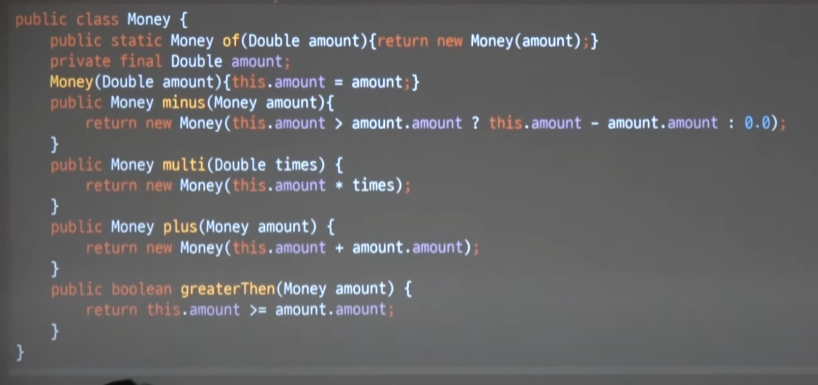 public class Money {
    public static Money of(Double amount){return new Money(amount);}
    private final Double amount;
    Money(Double amount){this.amount = amount;}
    public Money minus(Money amount){
        return new Money(this.amount > amount.amount ? this.amount - amount.amount : 0.0);
    }
    public Money multi(Double times) {
        return new Money(this.amount * times);
    }
    public Money plus(Money amount) {
        return new Money(this.amount + amount.amount);
    }
    public boolean greaterThen(Money amount) {
        return this.amount >= amount.amount;
    }
}